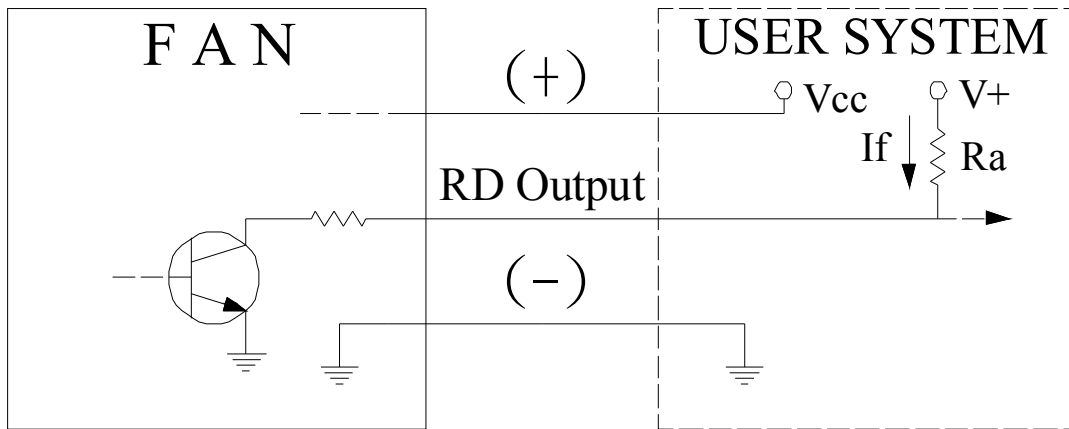 F A N
USER SYSTEM
(+)
Vcc
V+
If
Ra
RD Output
(-)